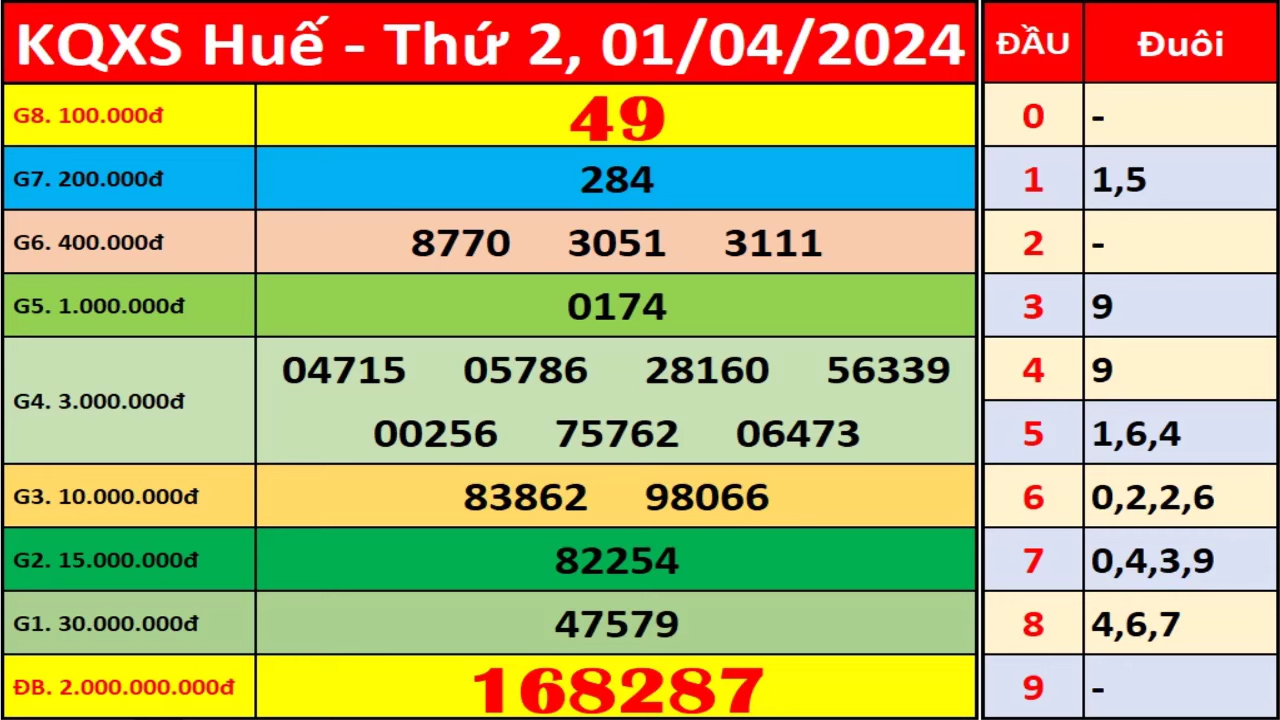 KQXS Huế - Thứ 2, 01/04/2024
G8. 100.000đ 49
G7. 200.000đ 284
G6. 400.000đ 8770 3051 3111
G5. 1.000.000đ 0174
G4. 3.000.000đ 04715 05786 28160 56339
00256 75762 06473
G3. 10.000.000đ 83862 98066
G2. 15.000.000đ 82254
G1. 30.000.000đ 47579
ĐB. 2.000.000.000đ 168287
ĐẦU Đuôi
0 -
1 1,5
2 -
3 9
4 9
5 1,6,4
6 0,2,2,6
7 0,4,3,9
8 4,6,7
9 -